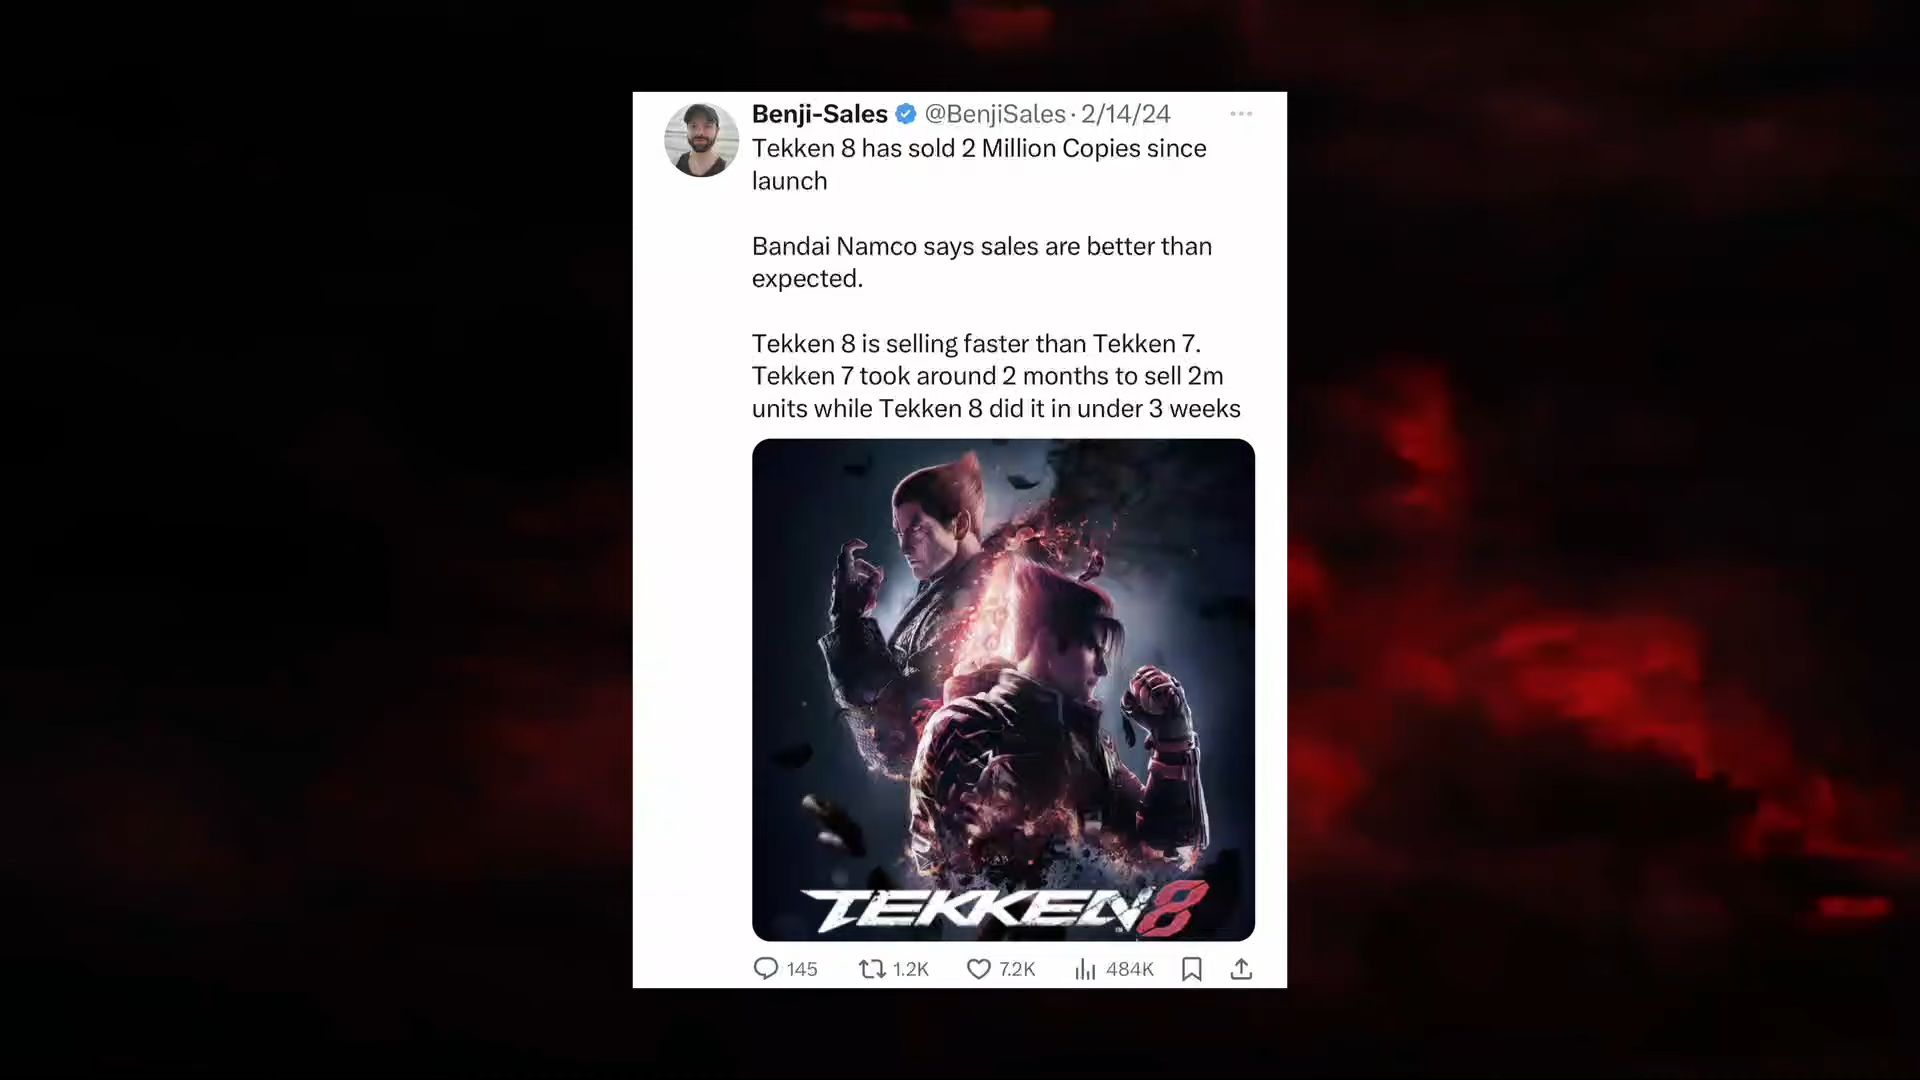 Benji-Sales @BenjiSales · 2/14/24
Tekken 8 has sold 2 Million Copies since
launch
Bandai Namco says sales are better than
expected.
Tekken 8 is selling faster than Tekken 7.
Tekken 7 took around 2 months to sell 2m
units while Tekken 8 did it in under 3 weeks
TEKKEN 8
145 1.2K 7.2K 484K